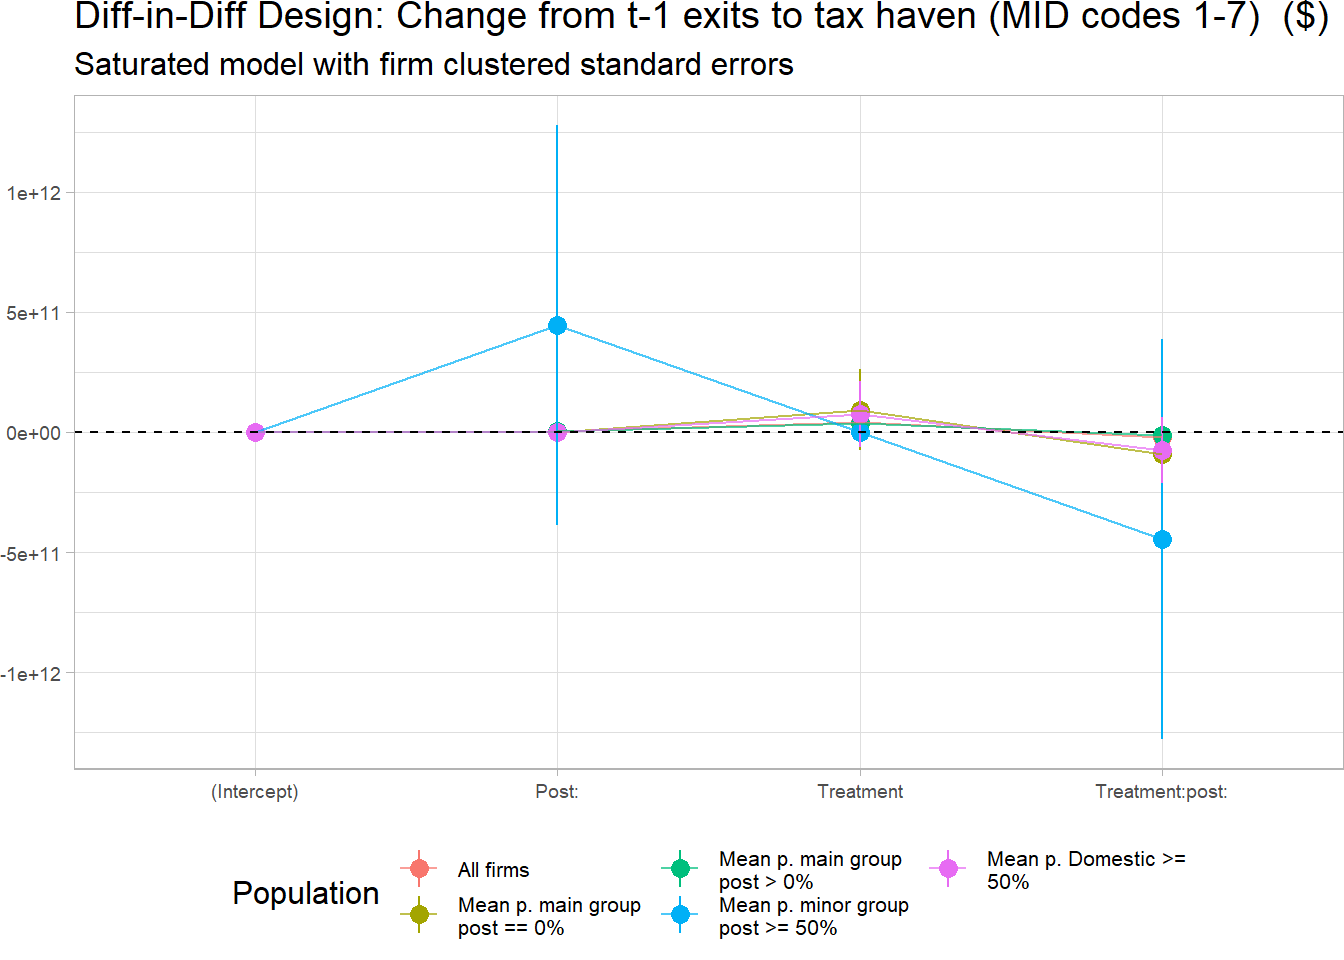 Diff-in-Diff Design: Change from t-1 exits to tax haven (MID codes 1-7)  ($)
Saturated model with firm clustered standard errors
1e+12
5e+11
0e+00
-5e+11
-1e+12
(Intercept)
Post:
Treatment
Treatment:post:
Population
All firms
Mean p. main group
post == 0%
Mean p. main group
post > 0%
Mean p. minor group
post >= 50%
Mean p. Domestic >=
50%